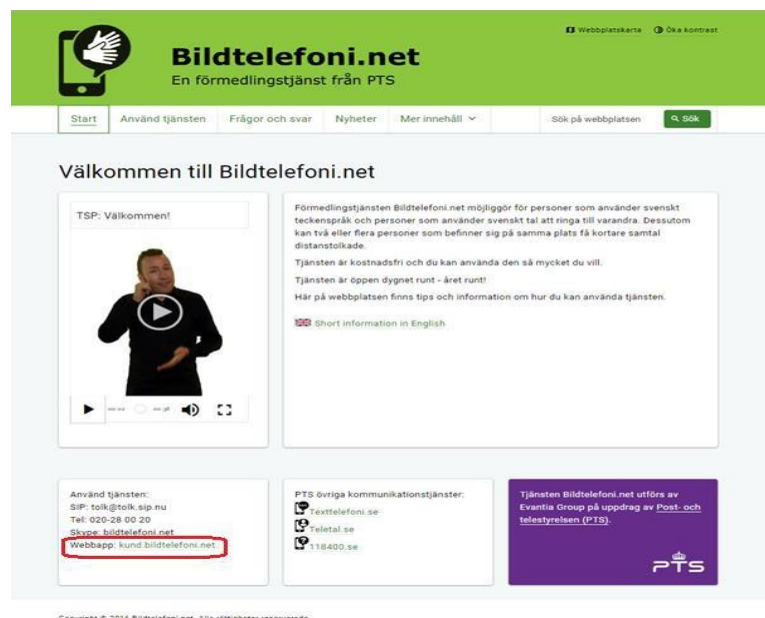 Webbplatskarta Öka kontrast
Bildtelefoni.net
En förmedlingstjänst från PTS
Start Använd tjänsten Frågor och svar Nyheter Mer innehåll Sök på webbplatsen Sök
Välkommen till Bildtelefoni.net
TSP: Välkommen!
Förmedlingstjänsten Bildtelefoni.net möjliggör för personer som använder svenskt
teckenspråk och personer som använder svenskt tal att ringa till varandra. Dessutom
kan två eller flera personer som befinner sig på samma plats få kortare samtal
distanstolkade.
Tjänsten är kostnadsfri och du kan använda den så mycket du vill.
Tjänsten är öppen dygnet runt - året runt!
Här på webbplatsen finns tips och information om hur du kan använda tjänsten.
Short information in English
Använd tjänsten:
SIP: tolk@tolk.sip.nu
Tel: 020-28 00 20
Skype: bildtelefoni.net
Webbapp: kund.bildtelefoni.net
PTS övriga kommunikationstjänster:
Texttelefoni.se
Teletal.se
118400.se
Tjänsten Bildtelefoni.net utförs av
Evantia Group på uppdrag av Post- och
telestyrelsen (PTS).
PTS